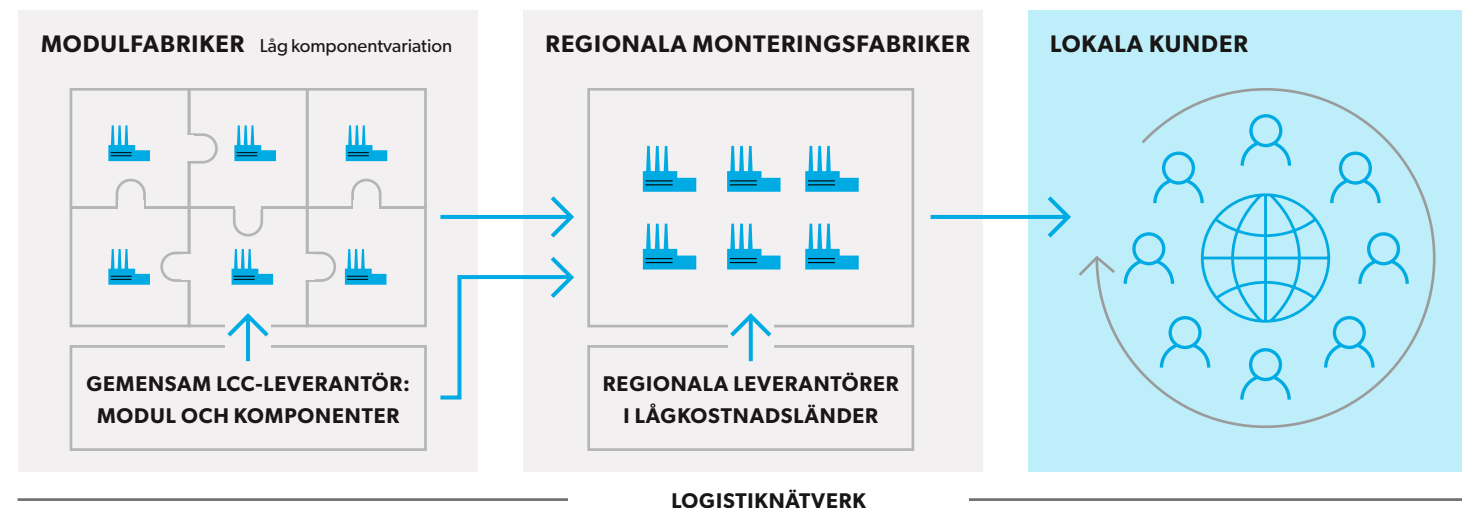 MODULFABRIKER Låg komponentvariation
GEMENSAM LCC-LEVERANTÖR:
MODUL OCH KOMPONENTER
REGIONALA MONTERINGSFABRIKER
REGIONALA LEVERANTÖRER
I LÅGKOSTNADSLÄNDER
LOKALA KUNDER
LOGISTIKNÄTVERK